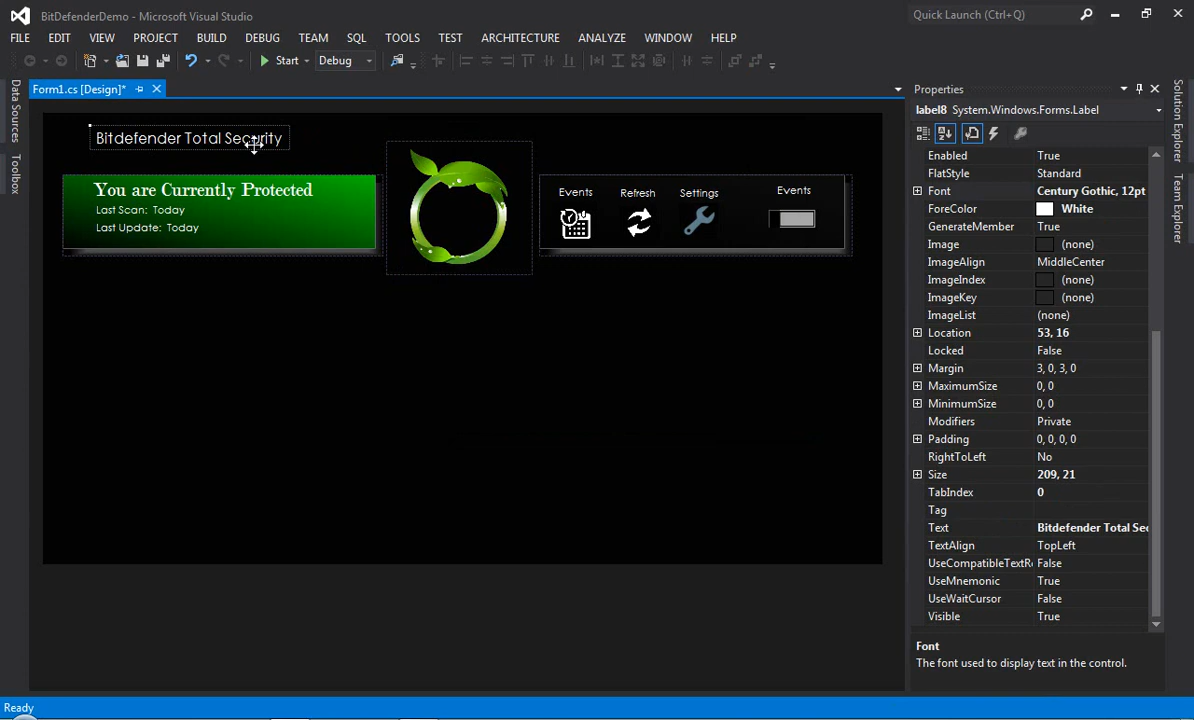 BitDefenderDemo - Microsoft Visual Studio
Quick Launch (Ctrl+Q)
FILE EDIT VIEW PROJECT BUILD DEBUG TEAM SQL TOOLS TEST ARCHITECTURE ANALYZE WINDOW HELP
Start Debug
Form1.cs [Design]*
Data Sources
Toolbox
Bitdefender Total Security
You are Currently Protected
Last Scan: Today
Last Update: Today
Events Refresh Settings Events
Properties
label8 System.Windows.Forms.Label
Enabled True
FlatStyle Standard
Font Century Gothic, 12pt
ForeColor White
GenerateMember True
Image (none)
ImageAlign MiddleCenter
ImageIndex (none)
ImageKey (none)
ImageList (none)
Location 53, 16
Locked False
Margin 3, 0, 3, 0
MaximumSize 0, 0
MinimumSize 0, 0
Modifiers Private
Padding 0, 0, 0, 0
RightToLeft No
Size 209, 21
TabIndex 0
Tag
Text Bitdefender Total Sec
TextAlign TopLeft
UseCompatibleTextRe False
UseMnemonic True
UseWaitCursor False
Visible True
Font
The font used to display text in the control.
Solution Explorer
Team Explorer
Ready